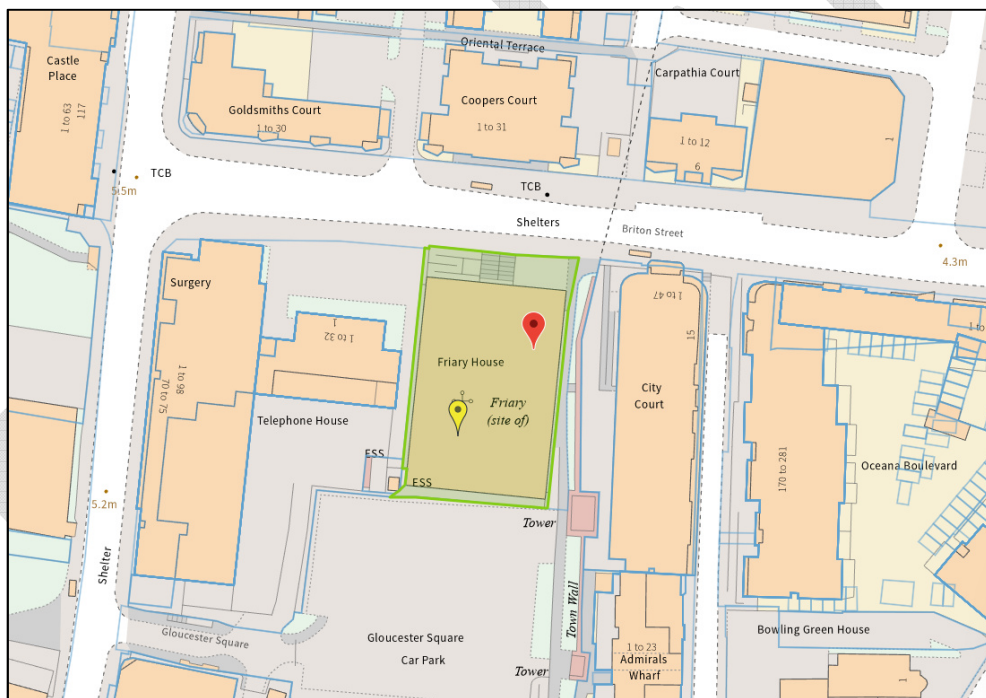 Castle
Place
1 to 63
117
Oriental Terrace
Goldsmiths Court
1 to 30
Coopers Court
1 to 31
Carpathia Court
1 to 12
6
1
5.5m
TCB
TCB
Shelters
Briton Street
4.3m
Surgery
1 to 98
70 to 75
1
1 to 32
Telephone House
Friary House
Friary
(site of)
ESS
ESS
1 to 47
15
City
Court
1 to
170 to 281
Oceana Boulevard
5.2m
Shelter
Tower
Town Wall
Gloucester Square
Gloucester Square
Car Park
Tower
1 to 23
Admirals
Wharf
Bowling Green House
1